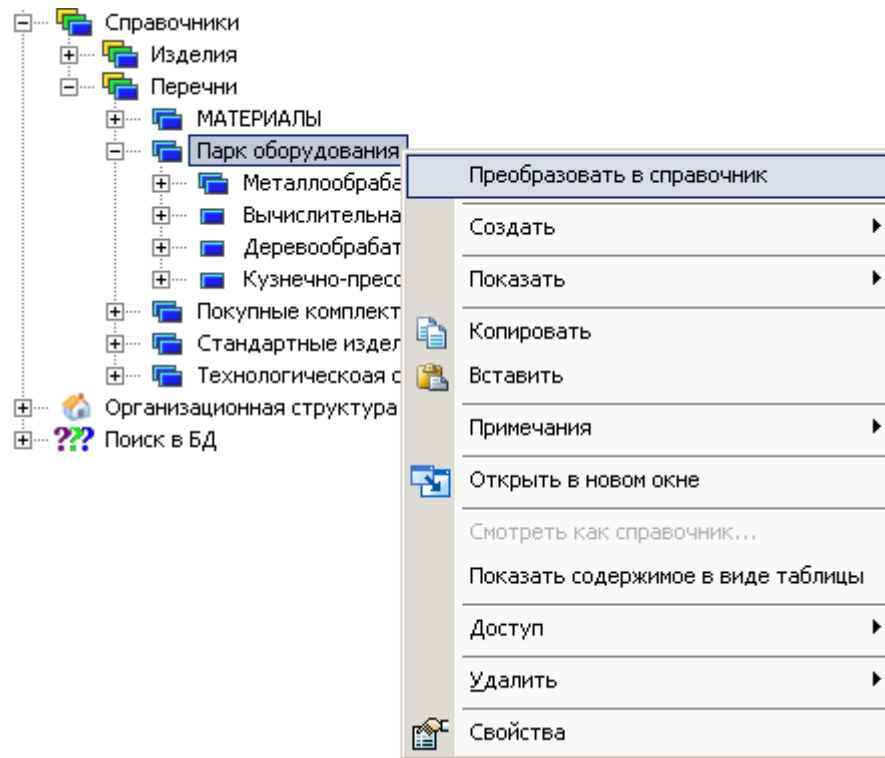 Справочники
Изделия
Перечни
МАТЕРИАЛЫ
Парк оборудования
Металлообраба
Вычислительна
Деревообрабат
Кузнечно-пресс
Покупные комплект
Стандартные издел
Технологическоая с
Организационная структура
??? Поиск в БД
Преобразовать в справочник
Создать
Показать
Копировать
Вставить
Примечания
Открыть в новом окне
Смотреть как справочник...
Показать содержимое в виде таблицы
Доступ
Удалить
Свойства